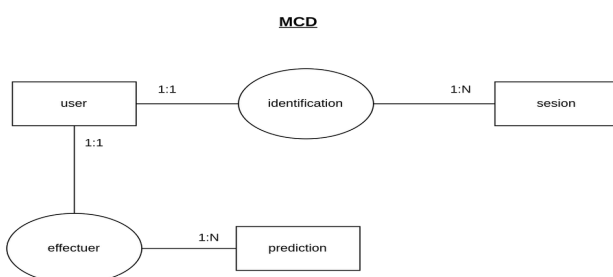 MCD
1:1
1:N
user
identification
sesion
1:1
1:N
effectuer
prediction